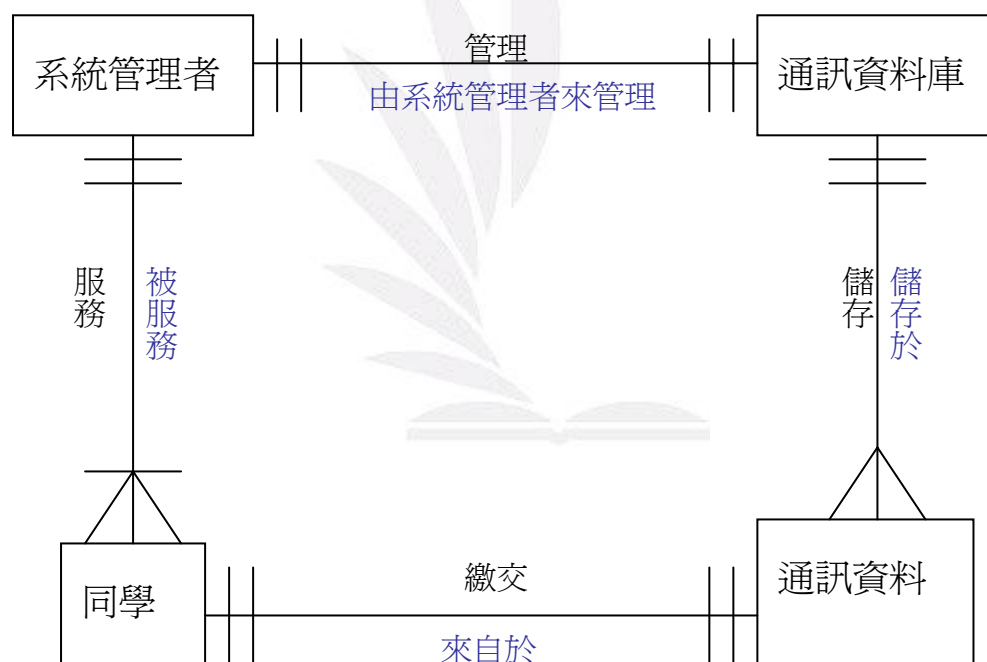 系統管理者
管理
由系統管理者來管理
通訊資料庫
服務
被服務
儲存
儲存於
同學
繳交
來自於
通訊資料